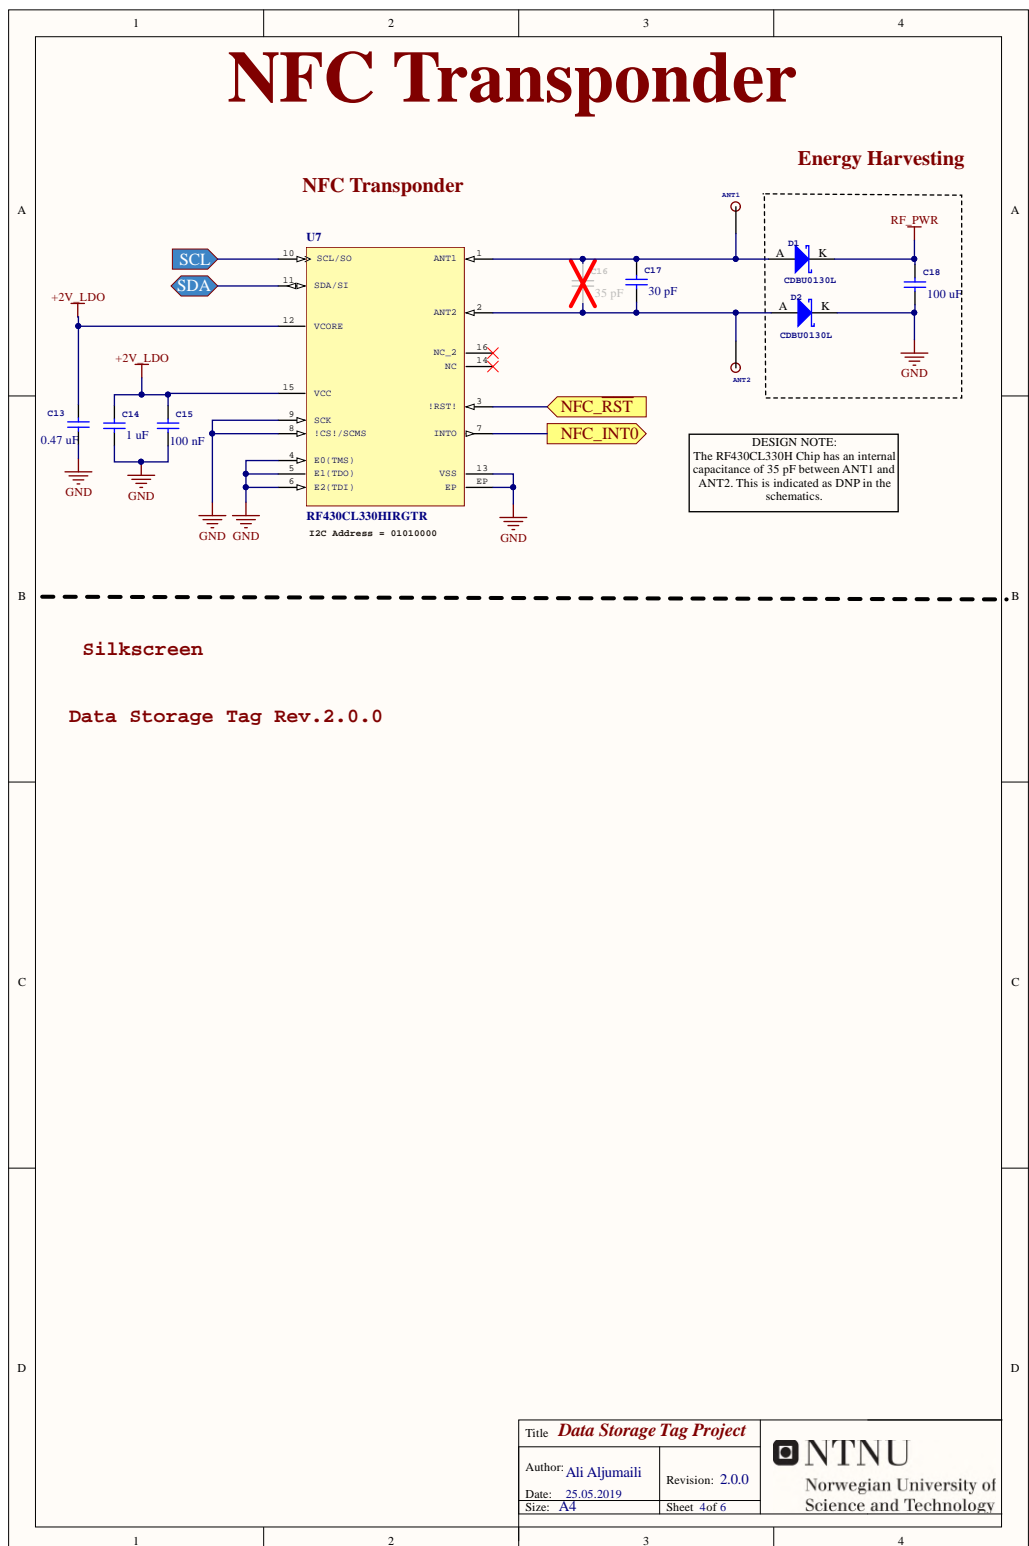 1 2 3 4
NFC Transponder
Energy Harvesting
NFC Transponder
A
A
ANT1
RF_PWR
U7
D1
SCL
10
SCL/SO
ANT1
1
A
K
C16
C17
C18
SDA
11
SDA/SI
CDBU0130L
35 pF
30 pF
100 uF
+2V_LDO
D2
ANT2
2
A
K
12
VCORE
CDBU0130L
NC_2
16
+2V_LDO
NC
14
GND
ANT2
15
VCC
!RST!
3
NFC_RST
C13
C14
C15
9
SCK
0.47 uF
1 uF
100 nF
8
!CS!/SCMS
INTO
7
NFC_INT0
DESIGN NOTE:
The RF430CL330H Chip has an internal
capacitance of 35 pF between ANT1 and
ANT2. This is indicated as DNP in the
schematics.
4
E0(TMS)
5
E1(TDO)
VSS
13
6
E2(TDI)
EP
EP
GND
GND
RF430CL330HIRGTR
I2C Address = 01010000
GND
GND
GND
B
B
Silkscreen
Data Storage Tag Rev.2.0.0
C
C
D
D
Title Data Storage Tag Project
Author: Ali Aljumaili
Revision: 2.0.0
Date: 25.05.2019
Size: A4
Sheet 4of 6
NTNU
Norwegian University of
Science and Technology
1 2 3 4